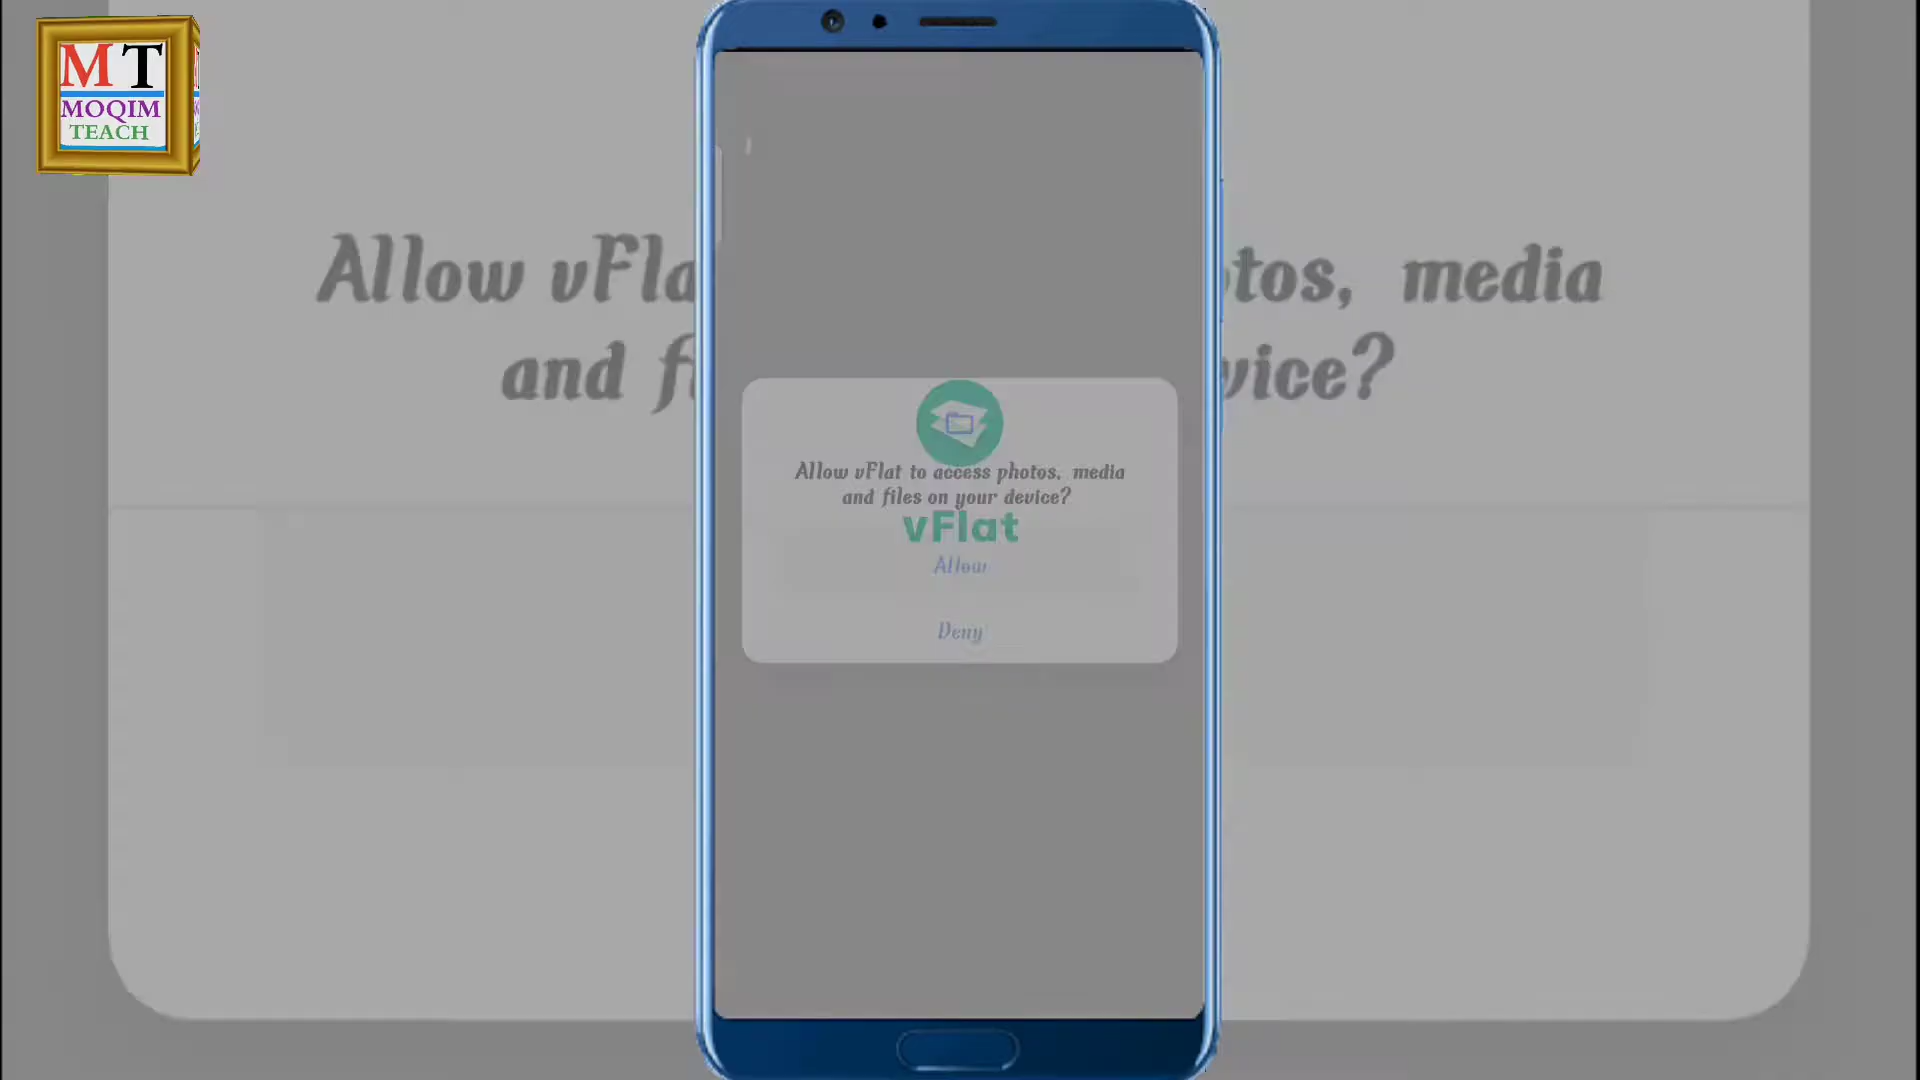 MT
MOQIM
TEACH
Allow vFla
tos, media
and f
vice?
Allow vFlat to access photos, media
and files on your device?
vFlat
Allow
Deny